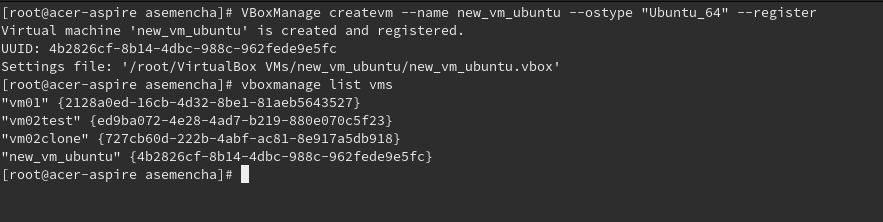 [root@acer-aspire asemencha]# VBoxManage createvm --name new_vm_ubuntu --ostype "Ubuntu_64" --register
Virtual machine 'new_vm_ubuntu' is created and registered.
UUID: 4b2826cf-8b14-4dbc-988c-962fede9e5fc
Settings file: '/root/VirtualBox VMs/new_vm_ubuntu/new_vm_ubuntu.vbox'
[root@acer-aspire asemencha]# vboxmanage list vms
"vm01" {2128a0ed-16cb-4d32-8be1-81aeb5643527}
"vm02test" {ed9ba072-4e28-4ad7-b219-880e070c5f23}
"vm02clone" {727cb60d-222b-4abf-ac81-8e917a5db918}
"new_vm_ubuntu" {4b2826cf-8b14-4dbc-988c-962fede9e5fc}
[root@acer-aspire asemencha]#